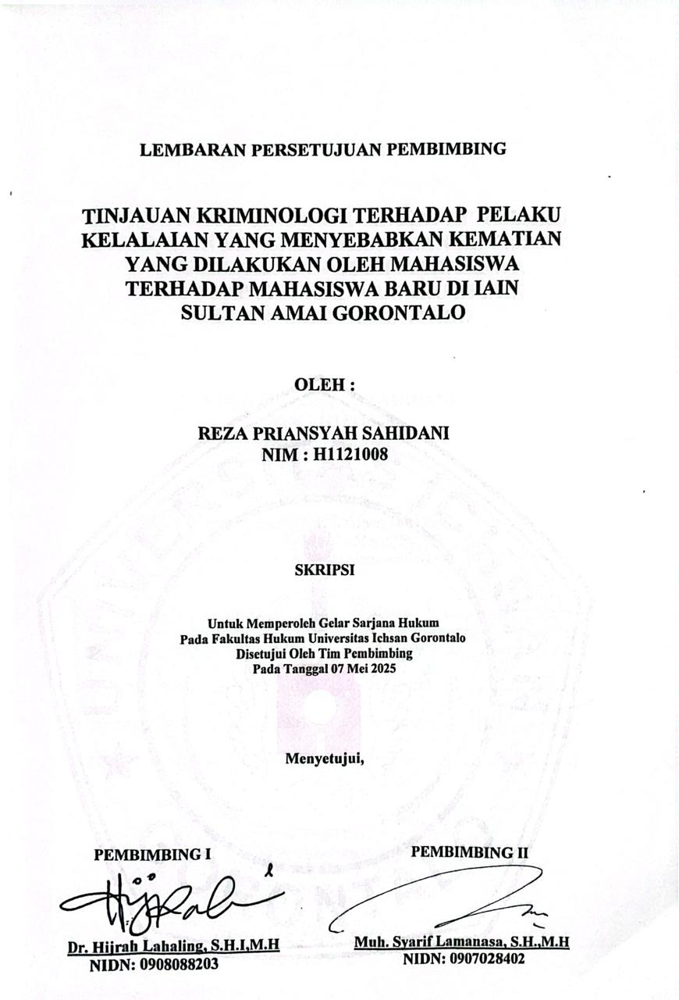 LEMBARAN PERSETUJUAN PEMBIMBING
TINJAUAN KRIMINOLOGI TERHADAP PELAKU
KELALAIAN YANG MENYEBABKAN KEMATIAN
YANG DILAKUKAN OLEH MAHASISWA
TERHADAP MAHASISWA BARU DI IAIN
SULTAN AMAI GORONTALO
OLEH :
REZA PRIANSYAH SAHIDANI
NIM : H1121008
SKRIPSI
Untuk Memperoleh Gelar Sarjana Hukum
Pada Fakultas Hukum Universitas Ichsan Gorontalo
Disetujui Oleh Tim Pembimbing
Pada Tanggal 07 Mei 2025
Menyetujui,
PEMBIMBING I
PEMBIMBING II
Dr. Hijrah Lahaling, S.H.I,M.H
NIDN: 0908088203
Muh. Syarif Lamanasa, S.H.,M.H
NIDN: 0907028402